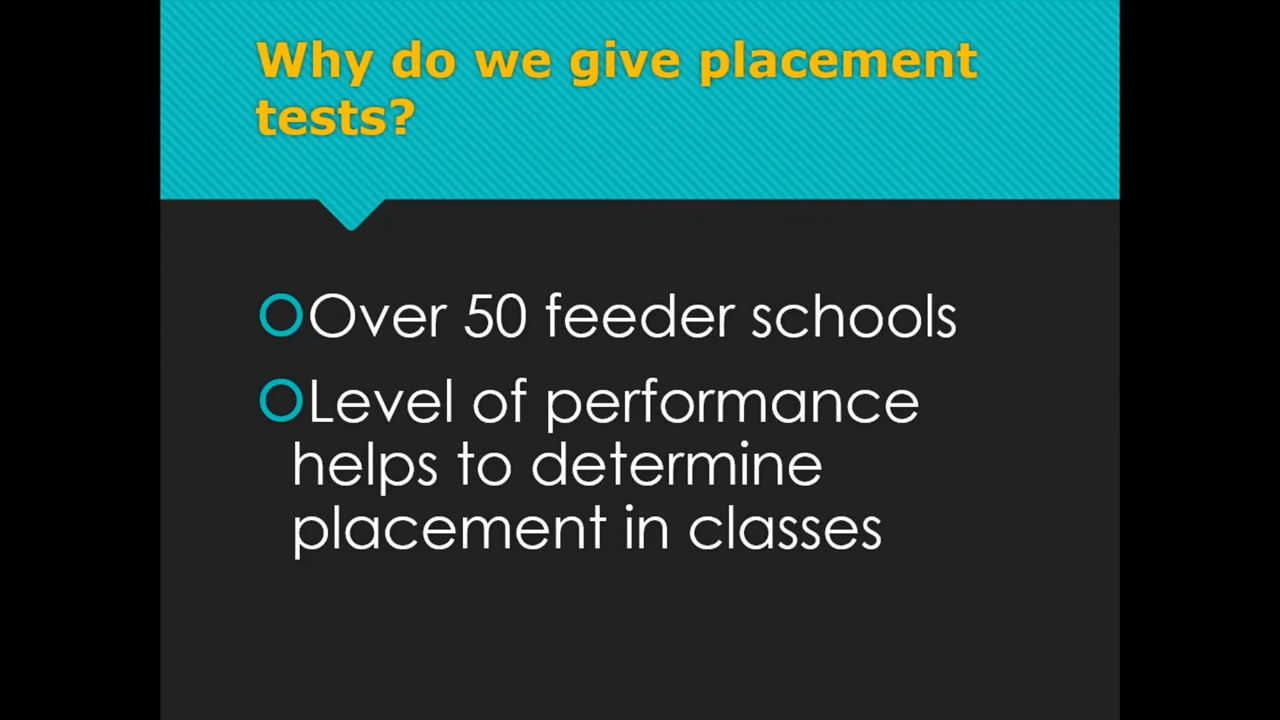 Why do we give placement
tests?
Over 50 feeder schools
Level of performance
helps to determine
placement in classes